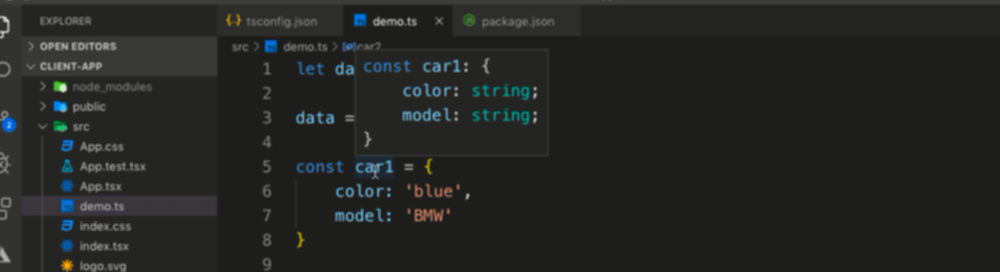 EXPLORER
OPEN EDITORS
CLIENT-APP
node_modules
public
src
App.css
App.test.tsx
App.tsx
demo.ts
index.css
index.tsx
logo.svg
2
tsconfig.json demo.ts package.json
src > demo.ts > car2
const car1: {
color: string;
model: string;
}
1 let da
2
3 data =
4
5 const car1 = {
6 color: 'blue',
7 model: 'BMW'
8 }
9